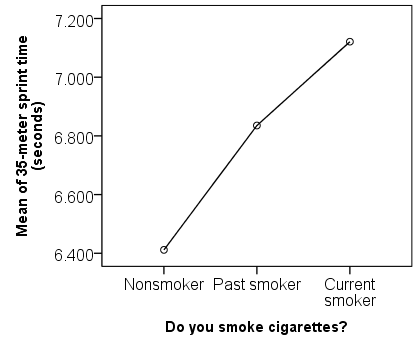 Mean of 35-meter sprint time
(seconds)
7.200
7.000
6.800
6.600
6.400
Nonsmoker Past smoker Current
smoker
Do you smoke cigarettes?